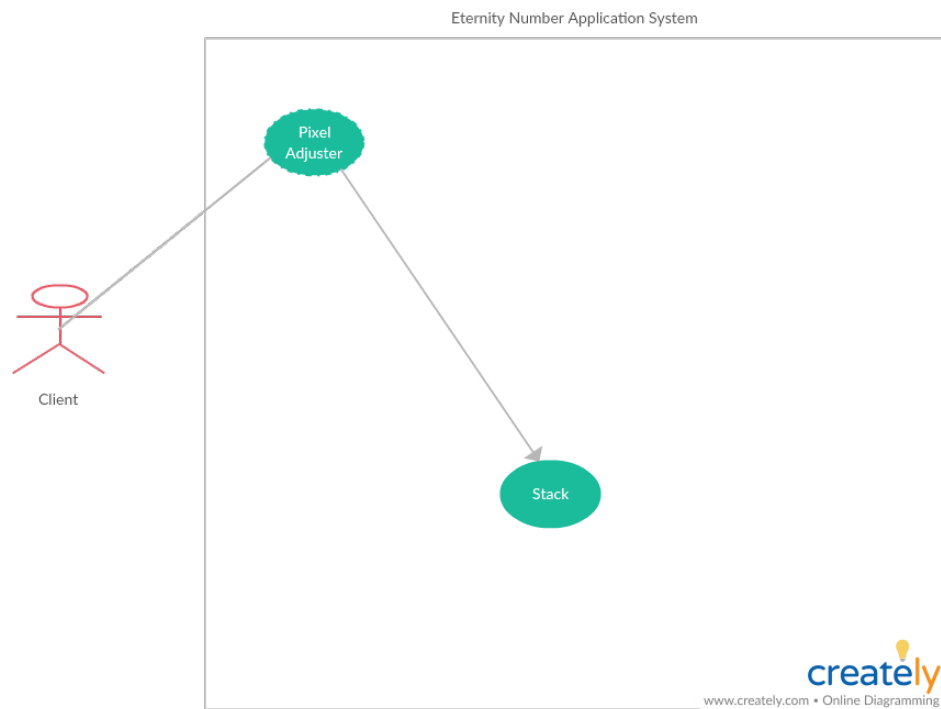 Eternity Number Application System
Pixel
Adjuster
Client
Stack
creately
www.creately.com • Online Diagramming